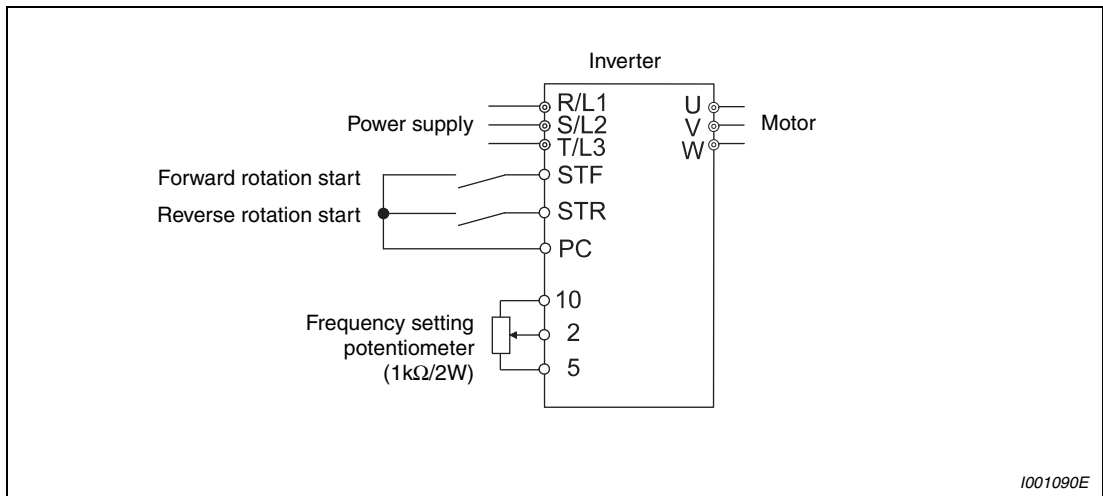 Inverter
Power supply
R/L1
S/L2
T/L3
U
V
W
Motor
Forward rotation start
STF
Reverse rotation start
STR
PC
Frequency setting
potentiometer
(1kΩ/2W)
10
2
5
I001090E